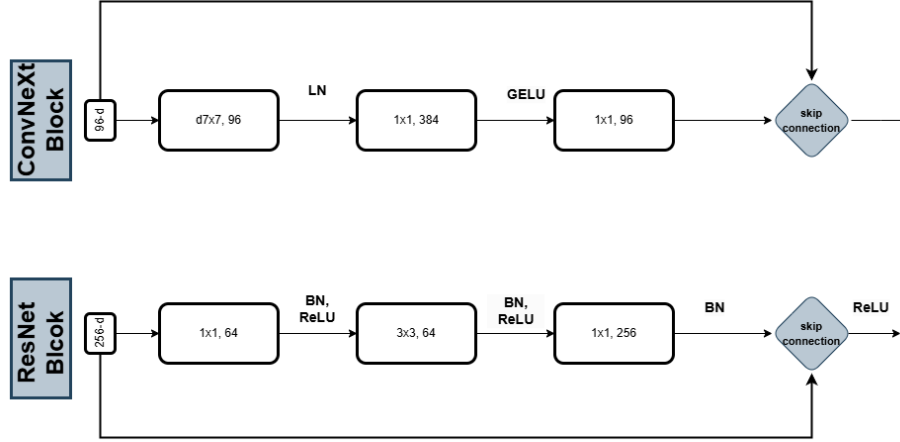 ConvNeXt
Block
96-d
d7x7, 96
LN
1x1, 384
GELU
1x1, 96
skip
connection
ResNet
Blcok
256-d
1x1, 64
BN,
ReLU
3x3, 64
BN,
ReLU
1x1, 256
BN
skip
connection
ReLU